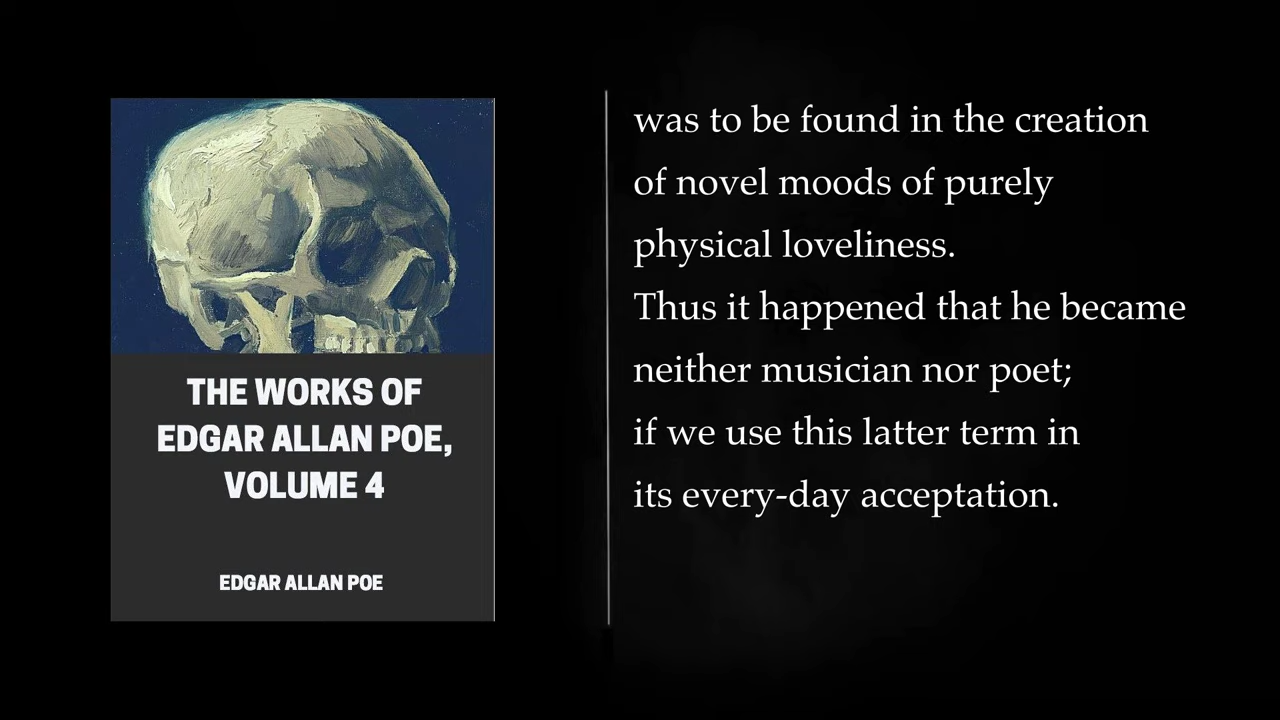 THE WORKS OF
EDGAR ALLAN POE,
VOLUME 4
EDGAR ALLAN POE
was to be found in the creation
of novel moods of purely
physical loveliness.
Thus it happened that he became
neither musician nor poet;
if we use this latter term in
its every-day acceptation.